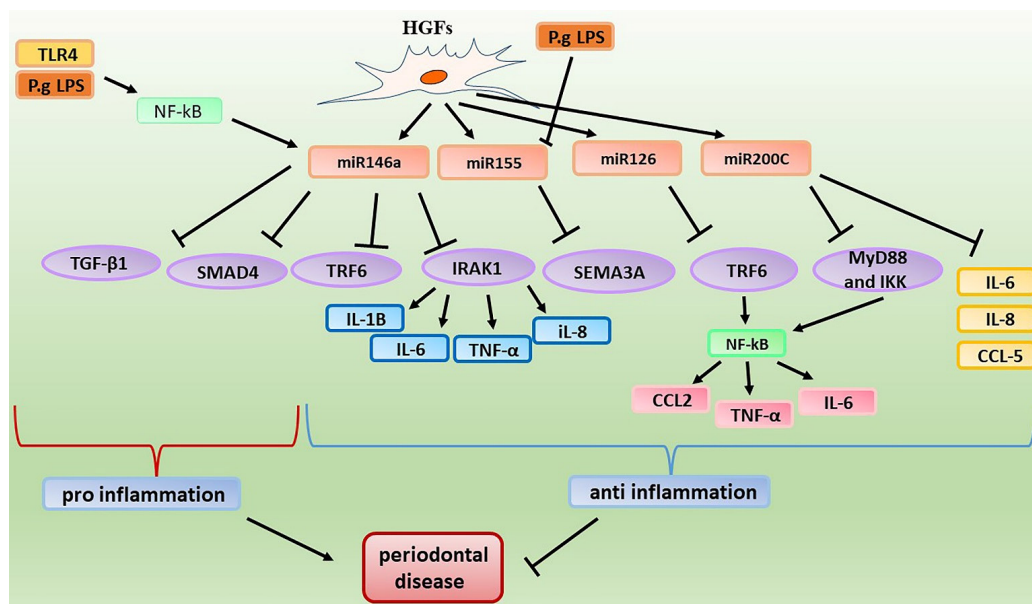 HGFs
P.g LPS
TLR4
P.g LPS
NF-kB
miR146a
miR155
miR126
miR200C
TGF-β1
SMAD4
TRF6
IRAK1
SEMA3A
TRF6
MyD88
and IKK
IL-6
IL-8
CCL-5
IL-1B
IL-6
TNF-α
iL-8
NF-kB
CCL2
TNF-α
IL-6
pro inflammation
anti inflammation
periodontal
disease